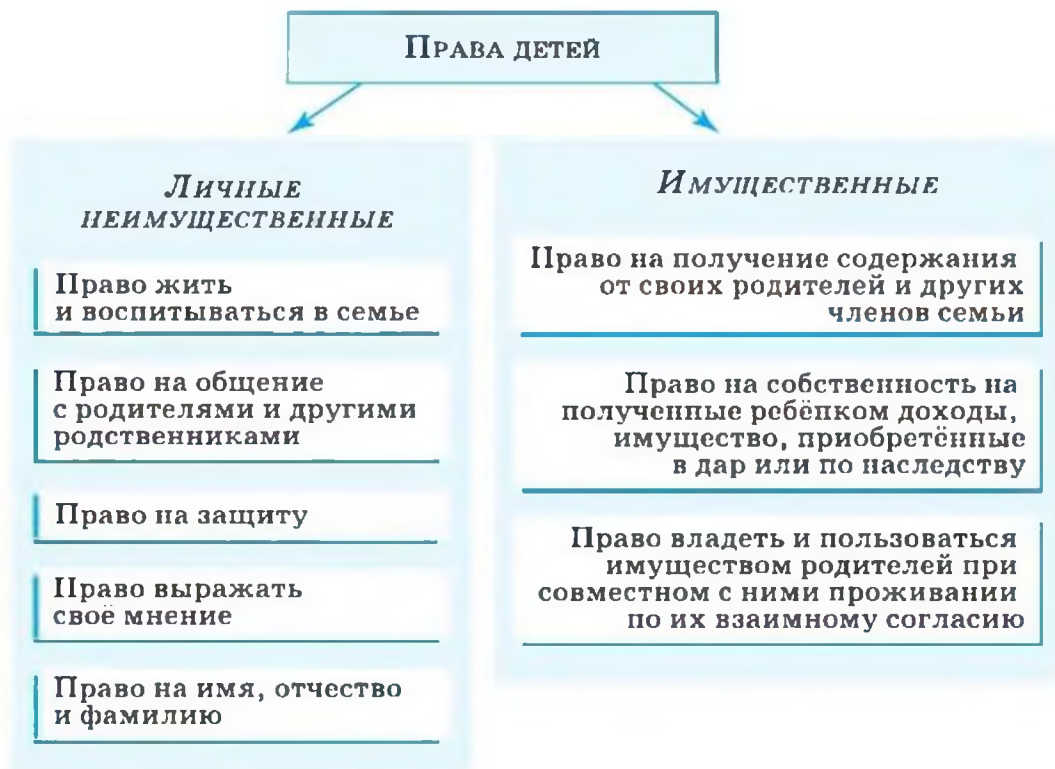 Права детей
Личные
неимущественные
Право жить
и воспитываться в семье
Право на общение
с родителями и другими
родственниками
Право на защиту
Право выражать
своё мнение
Право на имя, отчество
и фамилию
Имущественные
Право на получение содержания
от своих родителей и других
членов семьи
Право на собственность на
полученные ребёнком доходы,
имущество, приобретённые
в дар или по наследству
Право владеть и пользоваться
имуществом родителей при
совместном с ними проживании
по их взаимному согласию